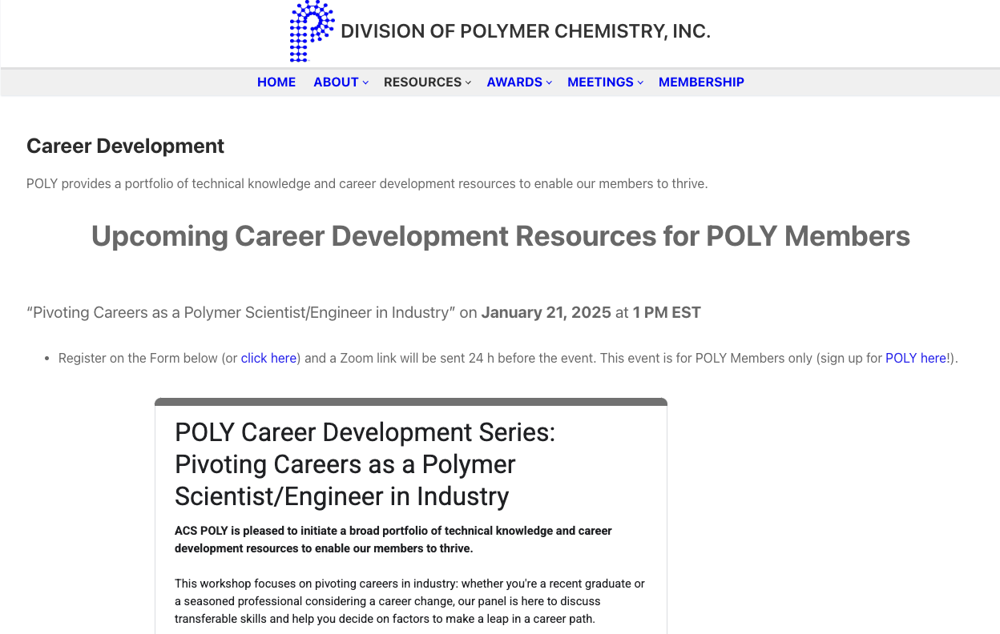 DIVISION OF POLYMER CHEMISTRY, INC.
HOME ABOUT RESOURCES AWARDS MEETINGS MEMBERSHIP
Career Development
POLY provides a portfolio of technical knowledge and career development resources to enable our members to thrive.
Upcoming Career Development Resources for POLY Members
“Pivoting Careers as a Polymer Scientist/Engineer in Industry” on January 21, 2025 at 1 PM EST
• Register on the Form below (or click here) and a Zoom link will be sent 24 h before the event. This event is for POLY Members only (sign up for POLY here!).
POLY Career Development Series:
Pivoting Careers as a Polymer
Scientist/Engineer in Industry
ACS POLY is pleased to initiate a broad portfolio of technical knowledge and career
development resources to enable our members to thrive.
This workshop focuses on pivoting careers in industry: whether you're a recent graduate or
a seasoned professional considering a career change, our panel is here to discuss
transferable skills and help you decide on factors to make a leap in a career path.